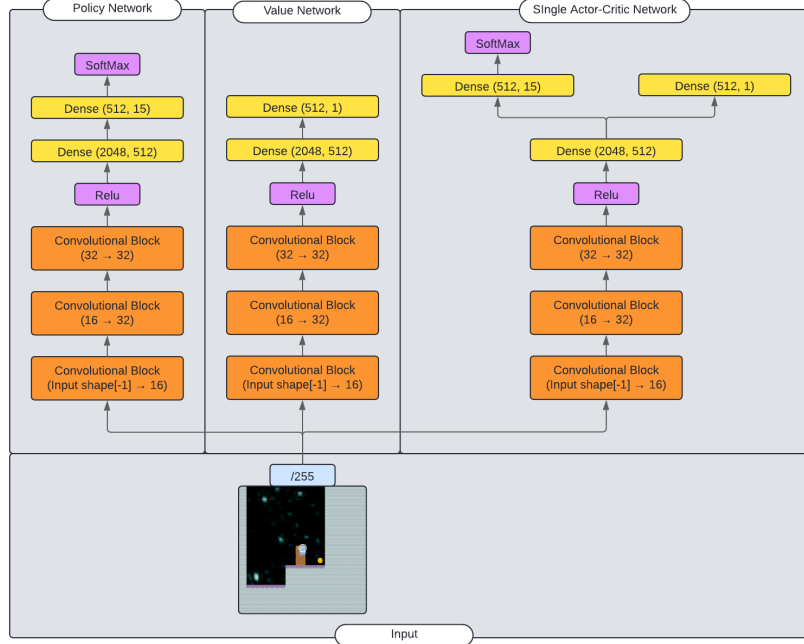 Policy Network
Value Network
SIngle Actor-Critic Network
SoftMax
Dense (512, 15)
Dense (2048, 512)
Relu
Convolutional Block
(32 → 32)
Convolutional Block
(16 → 32)
Convolutional Block
(Input shape[-1] → 16)
Dense (512, 1)
Dense (2048, 512)
Relu
Convolutional Block
(32 → 32)
Convolutional Block
(16 → 32)
Convolutional Block
(Input shape[-1] → 16)
SoftMax
Dense (512, 15)
Dense (512, 1)
Dense (2048, 512)
Relu
Convolutional Block
(32 → 32)
Convolutional Block
(16 → 32)
Convolutional Block
(Input shape[-1] → 16)
/255
Input